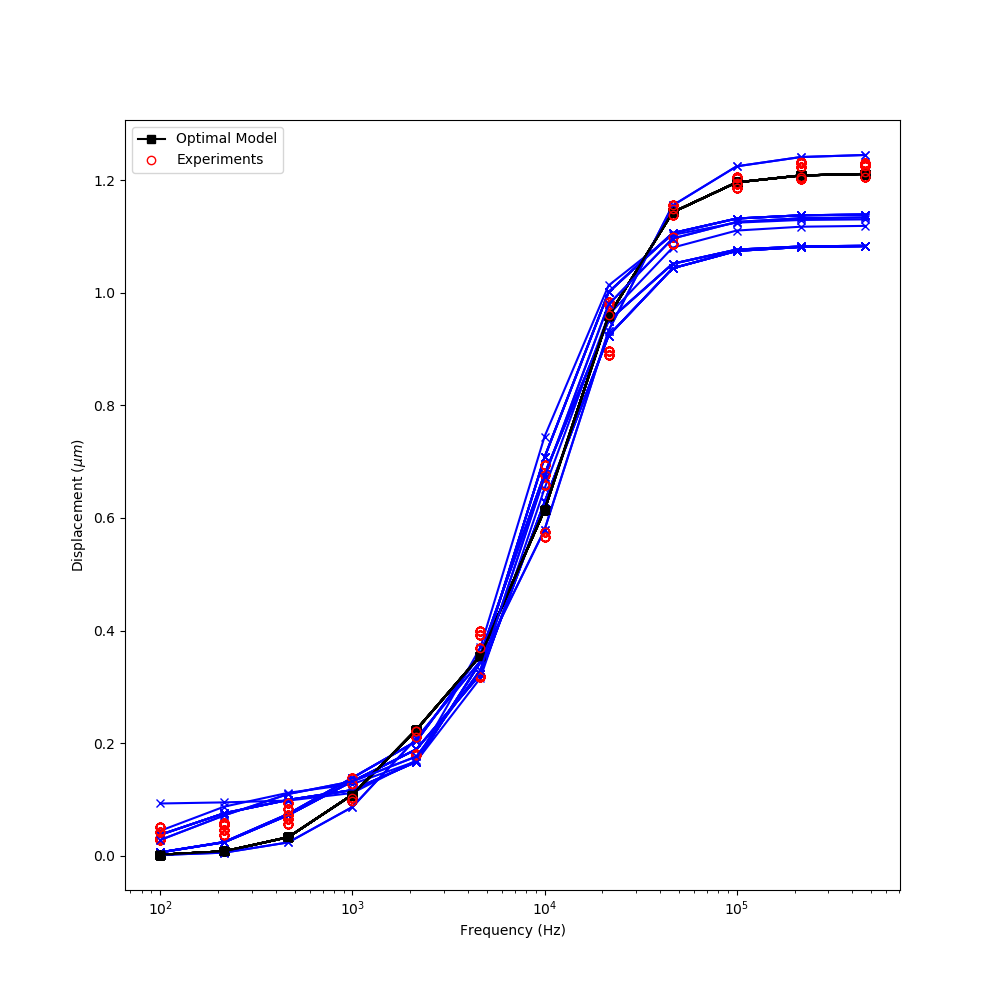 Optimal Model
Experiments
1.2
1.0
0.8
0.6
0.4
0.2
0.0
Displacement (μm)
10² 10³ 10⁴ 10⁵
Frequency (Hz)